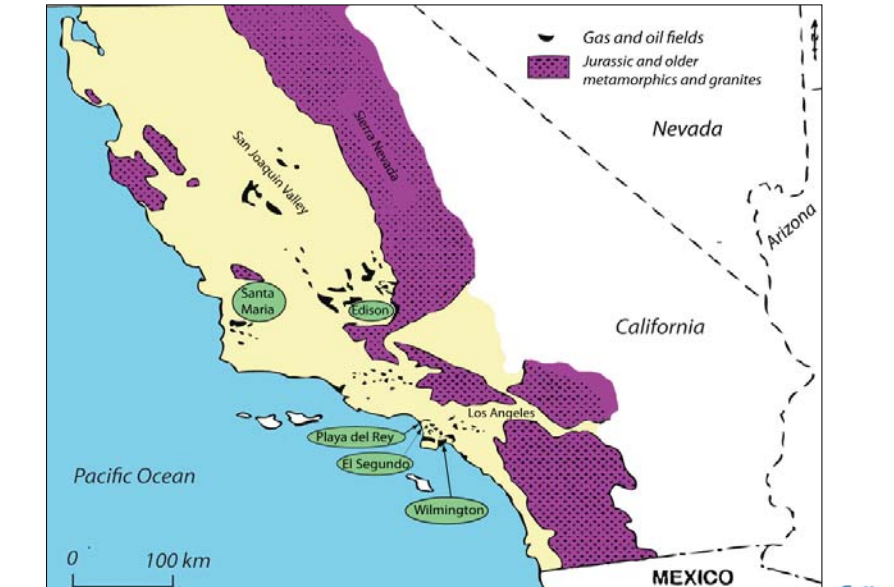 Gas and oil fields
Jurassic and older
metamorphics and granites
Nevada
Sierra Nevada
San Joaquin Valley
Arizona
Santa
Maria
Edison
California
Los Angeles
Playa del Rey
El Segundo
Pacific Ocean
Wilmington
0
100 km
MEXICO